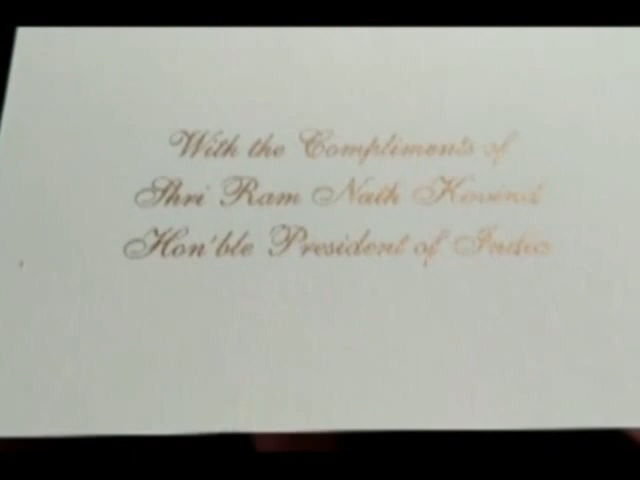 With the Compliments of
Shri Ram Nath Kovind
Hon'ble President of India